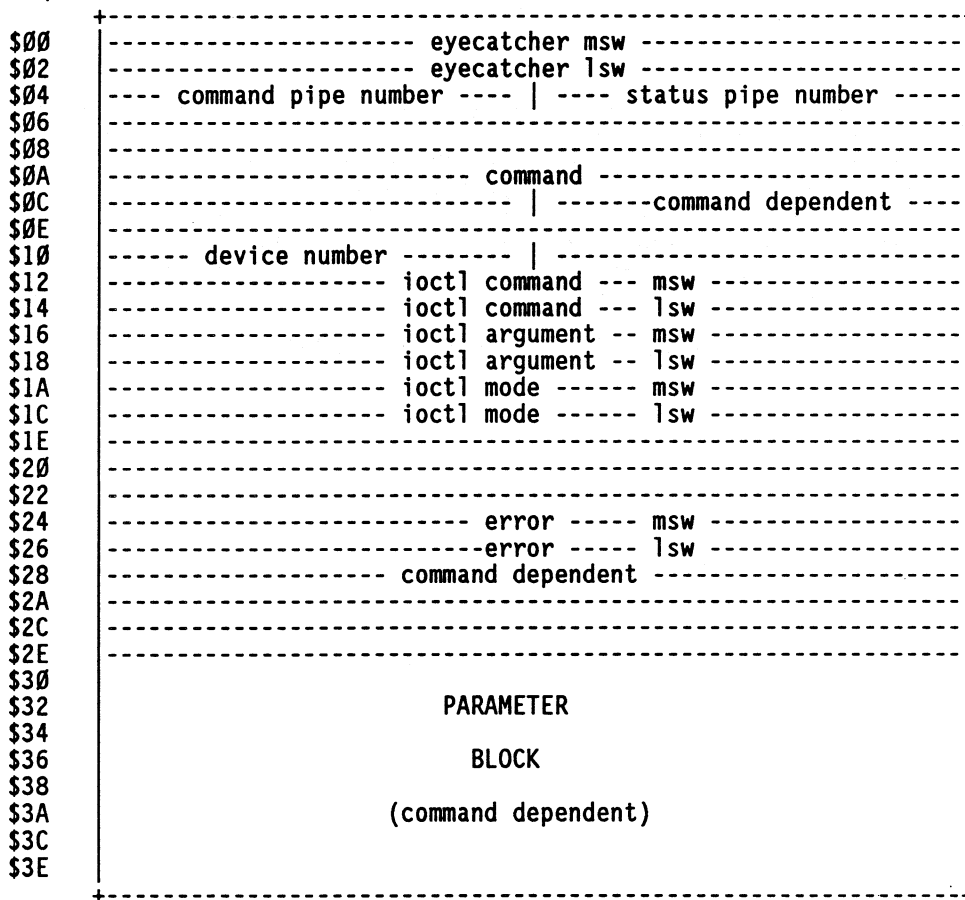 +------------------------------------------------
$00 |---------------------- eyecatcher msw -----------------------
$02 |---------------------- eyecatcher lsw -----------------------
$04 |---- command pipe number ---- | ---- status pipe number -----
$06 |-------------------------------------------------------------
$08 |-------------------------------------------------------------
$0A |-------------------------- command --------------------------
$0C |------------------------------- | -------command dependent ----
$0E |-------------------------------------------------------------
$10 |------ device number -------- | ------------------------------
$12 |-------------------- ioctl command --- msw ------------------
$14 |-------------------- ioctl command --- lsw ------------------
$16 |-------------------- ioctl argument -- msw ------------------
$18 |-------------------- ioctl argument -- lsw ------------------
$1A |-------------------- ioctl mode ------ msw ------------------
$1C |-------------------- ioctl mode ------ lsw ------------------
$1E |-------------------------------------------------------------
$20 |-------------------------------------------------------------
$22 |-------------------------------------------------------------
$24 |-------------------------- error ----- msw ------------------
$26 |---------------------------error ----- lsw ------------------
$28 |-------------------- command dependent ----------------------
$2A |-------------------------------------------------------------
$2C |-------------------------------------------------------------
$2E |-------------------------------------------------------------
$30
$32 PARAMETER
$34
$36 BLOCK
$38
$3A (command dependent)
$3C
$3E
+------------------------------------------------